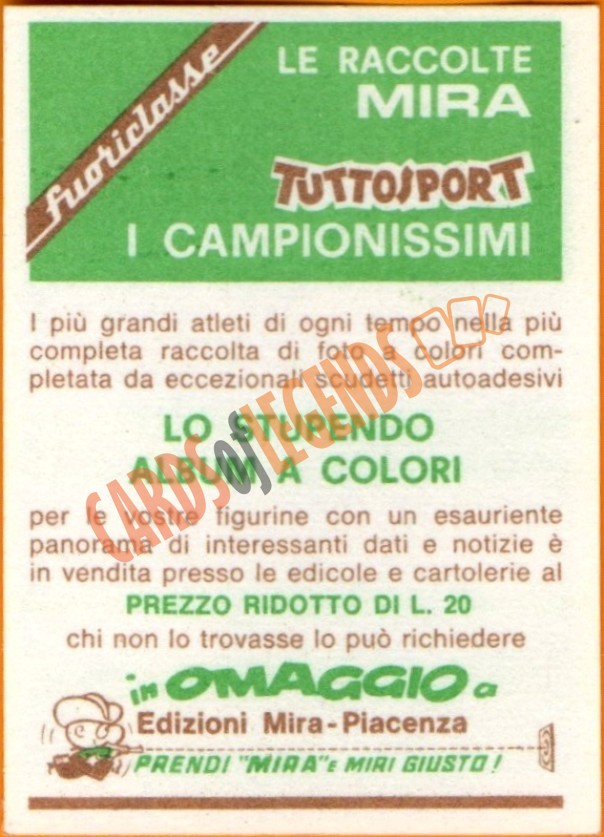 fuoriclasse
LE RACCOLTE
MIRA
TUTTOSPORT
I CAMPIONISSIMI
I più grandi atleti di ogni tempo nella più
completa raccolta di foto a colori com-
pletata da eccezionali scudetti autoadesivi
LO STUPENDO
ALBUM A COLORI
per le vostre figurine con un esauriente
panorama di interessanti dati e notizie è
in vendita presso le edicole e cartolerie al
PREZZO RIDOTTO DI L. 20
chi non lo trovasse lo può richiedere
in OMAGGIO a
Edizioni Mira-Piacenza
PRENDI "MIRA" E MIRI GIUSTO!
CARDS OF LEGENDS